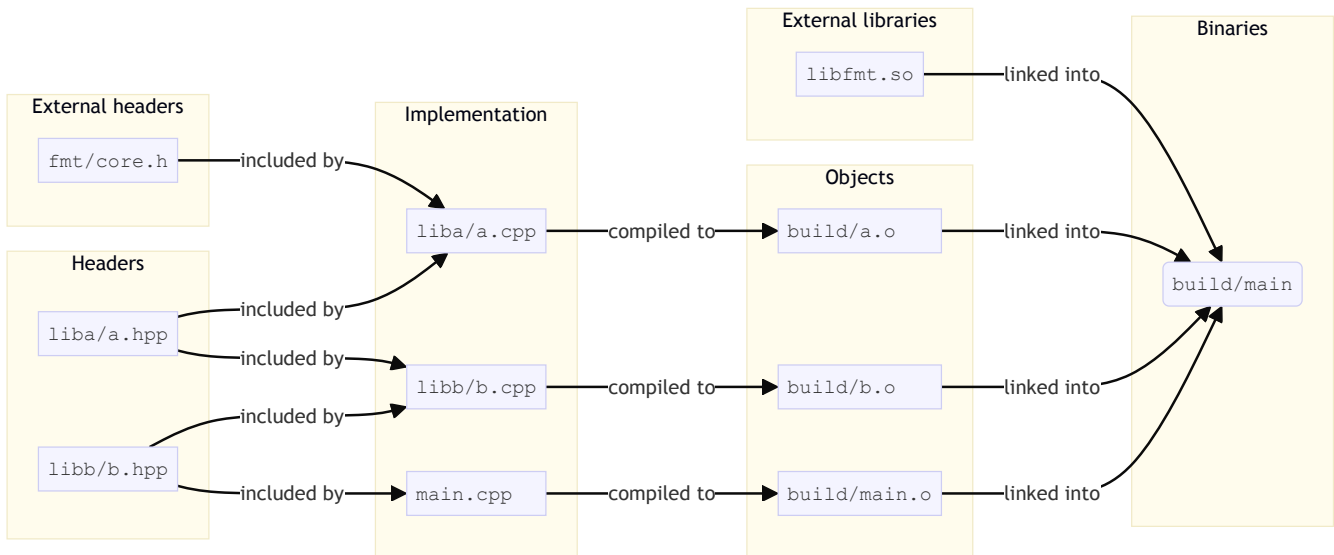 External headers
fmt/core.h
Headers
liba/a.hpp
libb/b.hpp
included by
included by
included by
included by
included by
Implementation
liba/a.cpp
libb/b.cpp
main.cpp
compiled to
compiled to
compiled to
External libraries
libfmt.so
Objects
build/a.o
build/b.o
build/main.o
linked into
linked into
linked into
linked into
Binaries
build/main